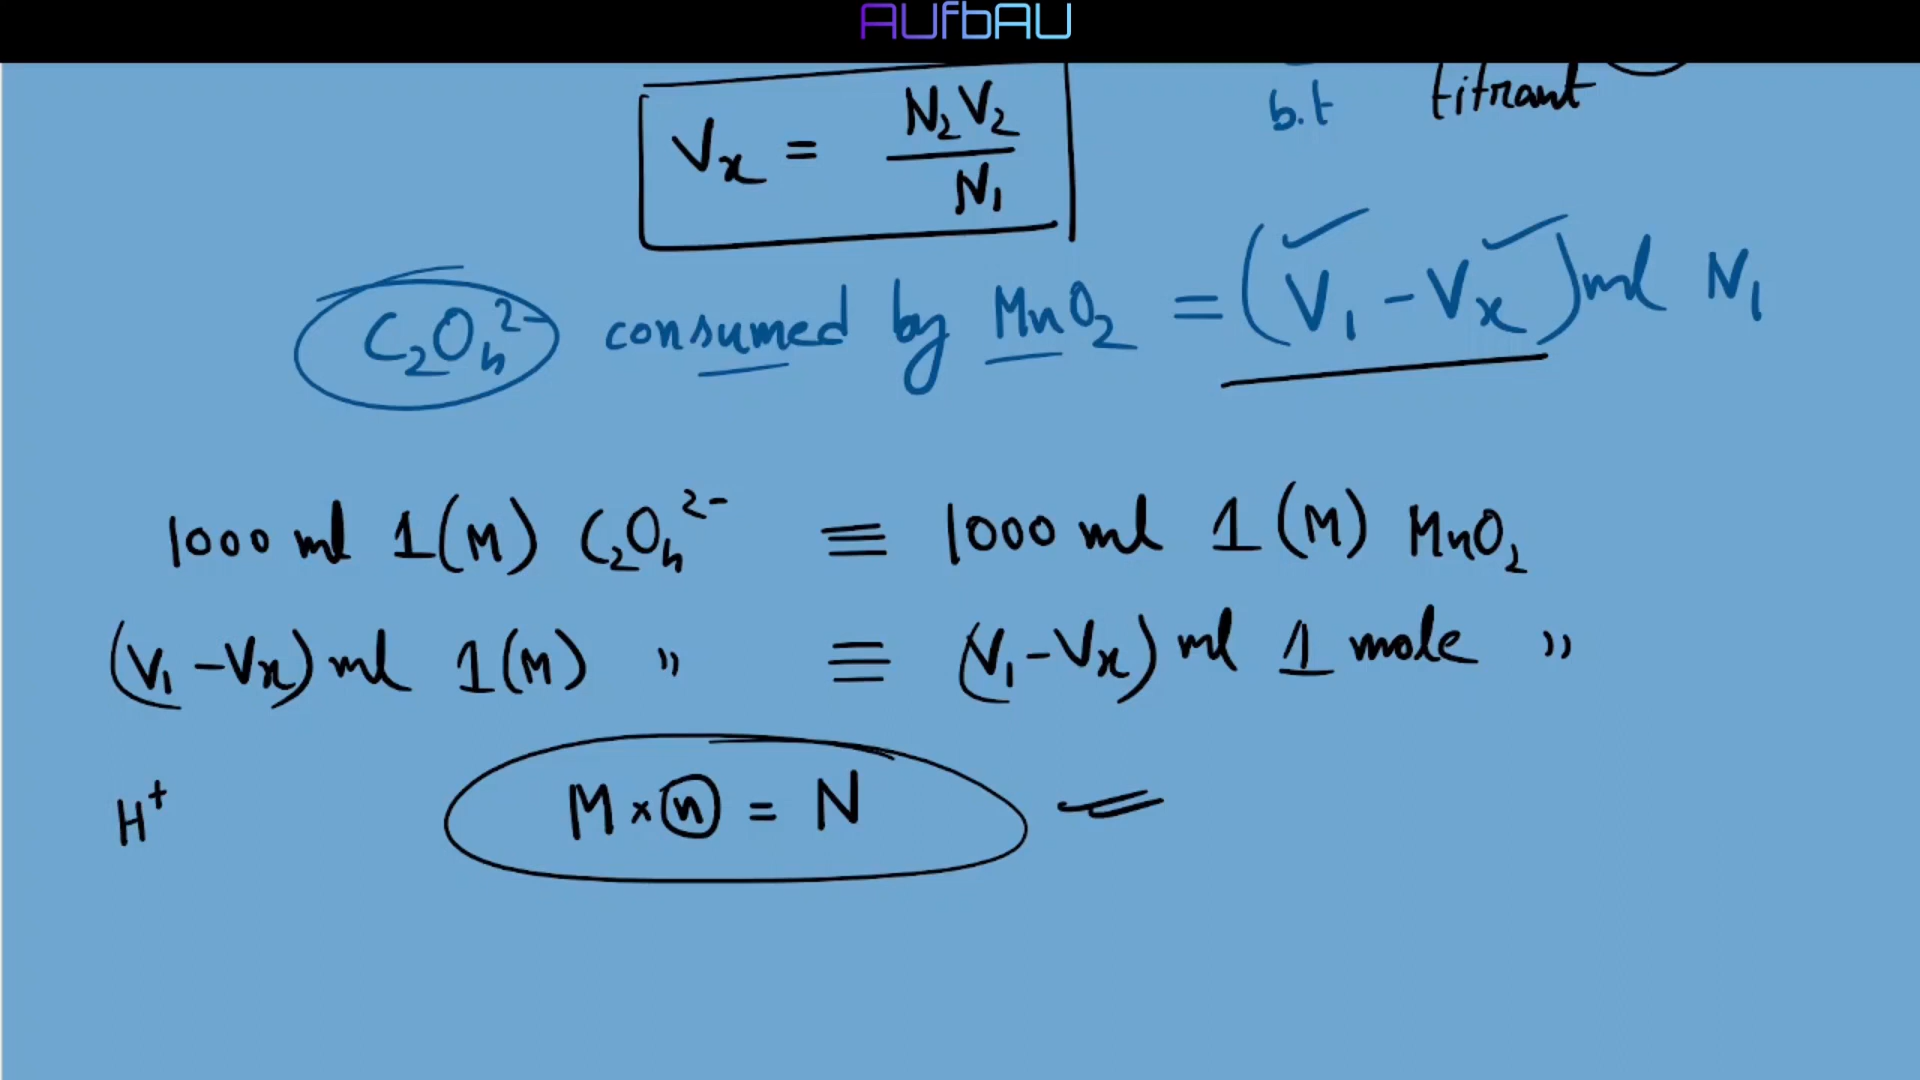 AUFBAU
b.t titrant
Vx = N2V2 / N1
C2O4^2- consumed by MnO2 = (V1 - Vx) ml N1
1000 ml 1(M) C2O4^2- ≡ 1000 ml 1(M) MnO2
(V1 - Vx) ml 1(M) " ≡ (V1 - Vx) ml 1 mole "
H+ M × n = N